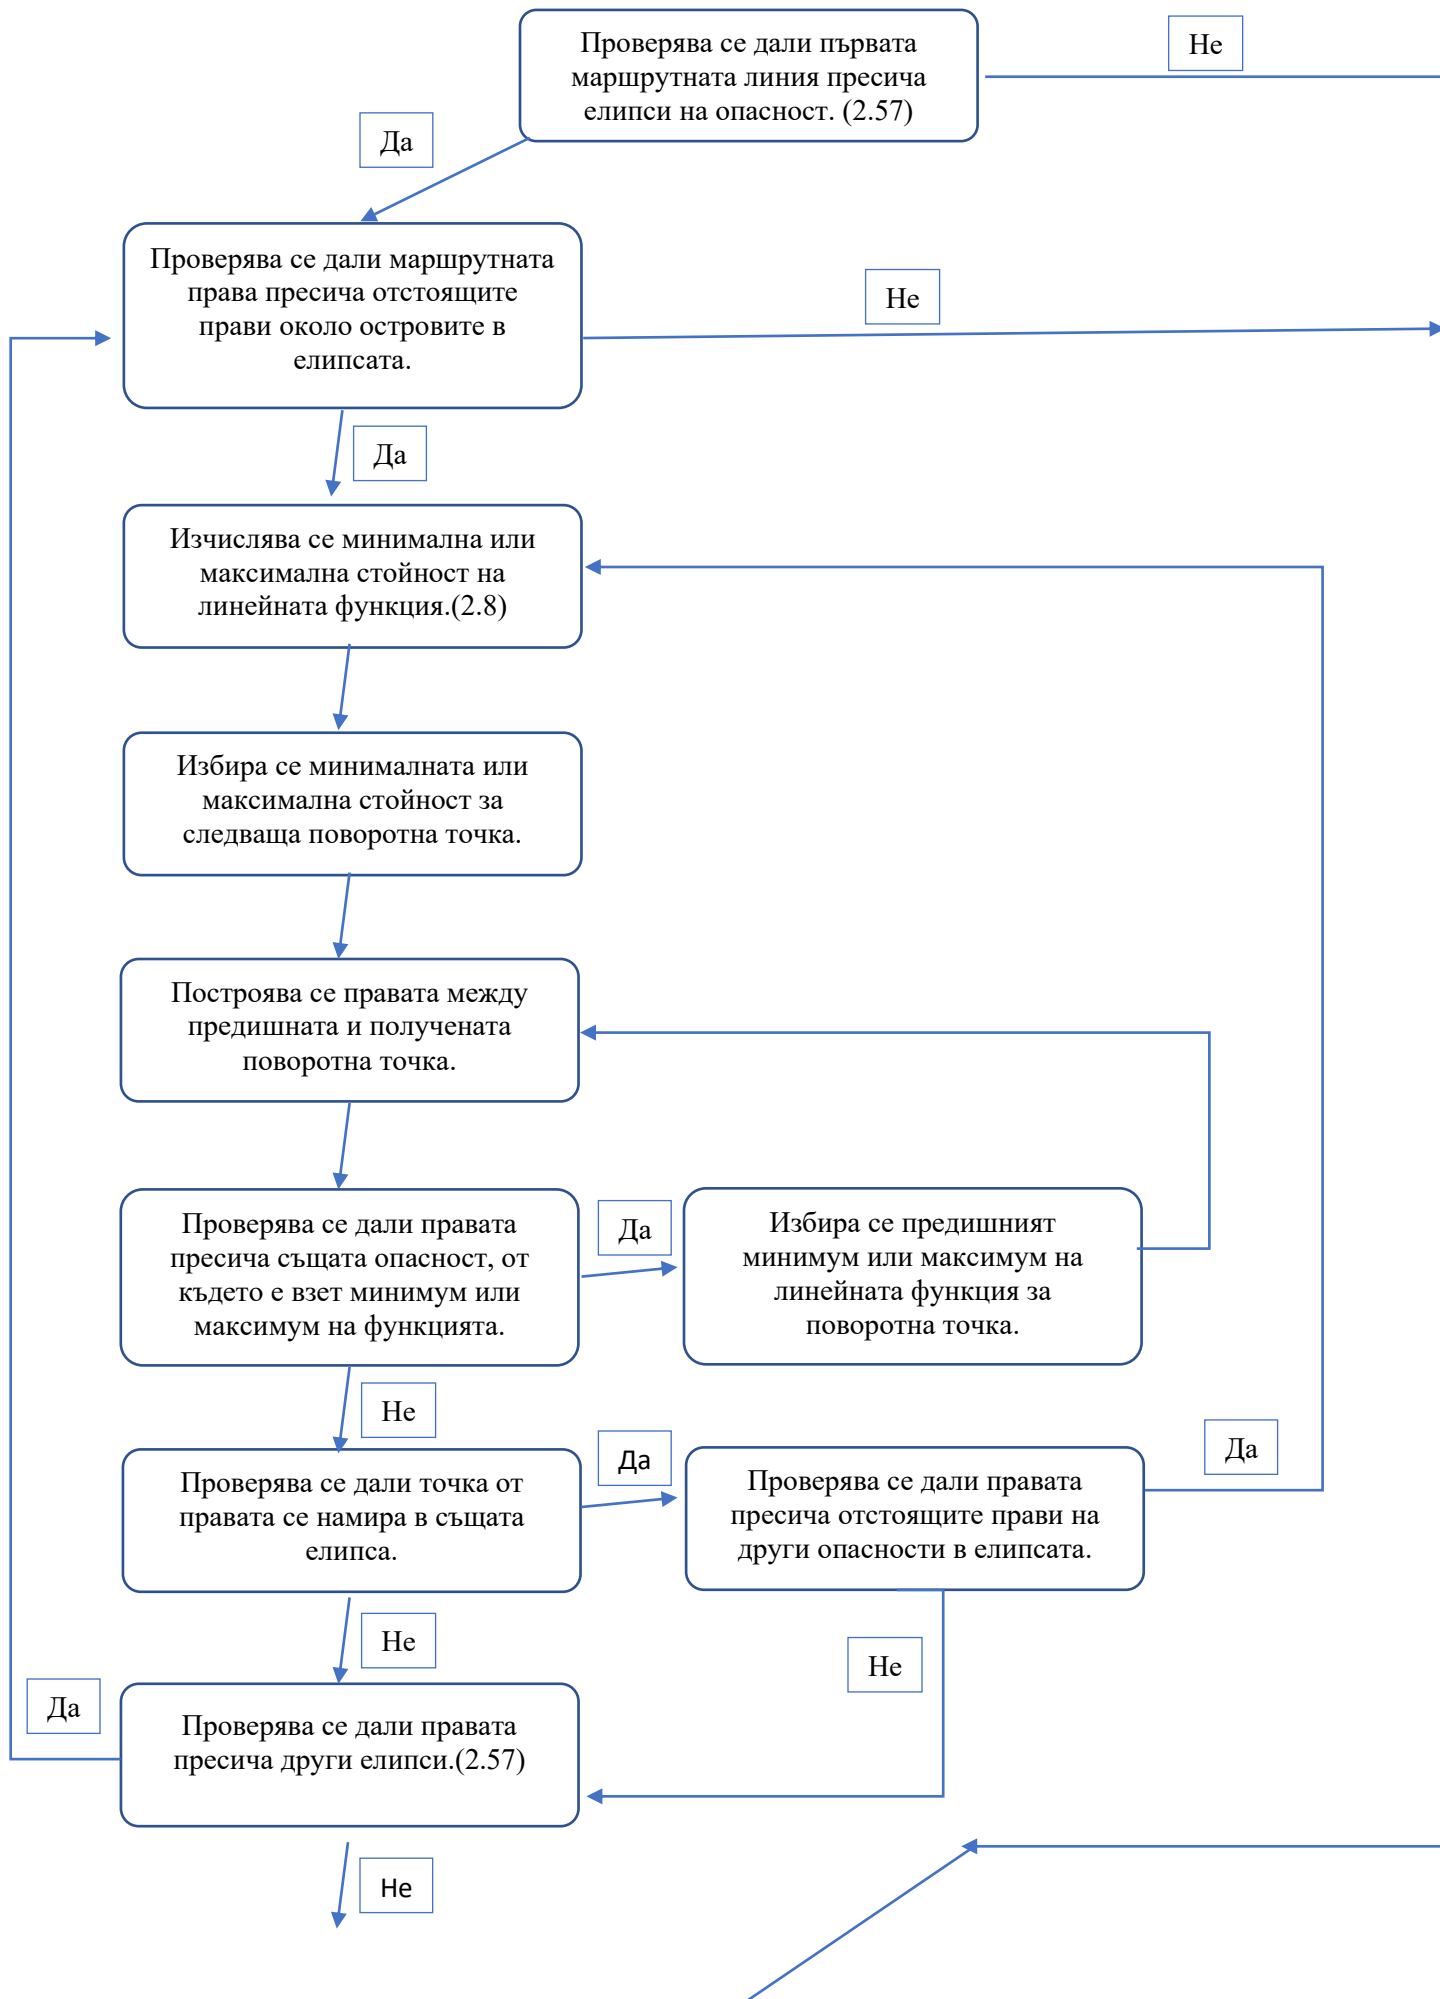 Проверява се дали първата
маршрутната линия пресича
елипси на опасност. (2.57)
Не
Да
Проверява се дали маршрутната
права пресича отстоящите
прави около островите в
елипсата.
Не
Да
Изчислява се минимална или
максимална стойност на
линейната функция.(2.8)
Избира се минималната или
максимална стойност за
следваща поворотна точка.
Построява се правата между
предишната и получената
поворотна точка.
Проверява се дали правата
пресича същата опасност, от
където е взет минимум или
максимум на функцията.
Да
Избира се предишният
минимум или максимум на
линейната функция за
поворотна точка.
Не
Проверява се дали точка от
правата се намира в същата
елипса.
Да
Проверява се дали правата
пресича отстоящите прави на
други опасности в елипсата.
Да
Не
Не
Да
Проверява се дали правата
пресича други елипси.(2.57)
Не